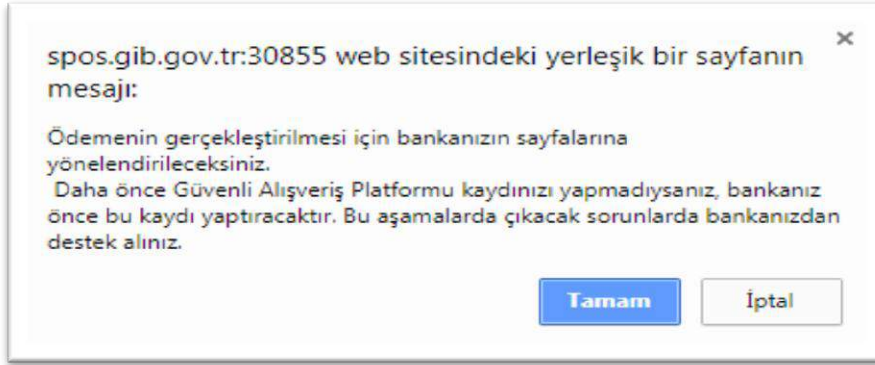 spos.gib.gov.tr:30855 web sitesindeki yerleşik bir sayfanın
mesajı:
Ödemenin gerçekleştirilmesi için bankanızın sayfalarına
yönelendirileceksiniz.
Daha önce Güvenli Alışveriş Platformu kaydınızı yapmadıysanız, bankanız
önce bu kaydı yaptıracaktır. Bu aşamalarda çıkacak sorunlarda bankanızdan
destek alınız.
Tamam
İptal